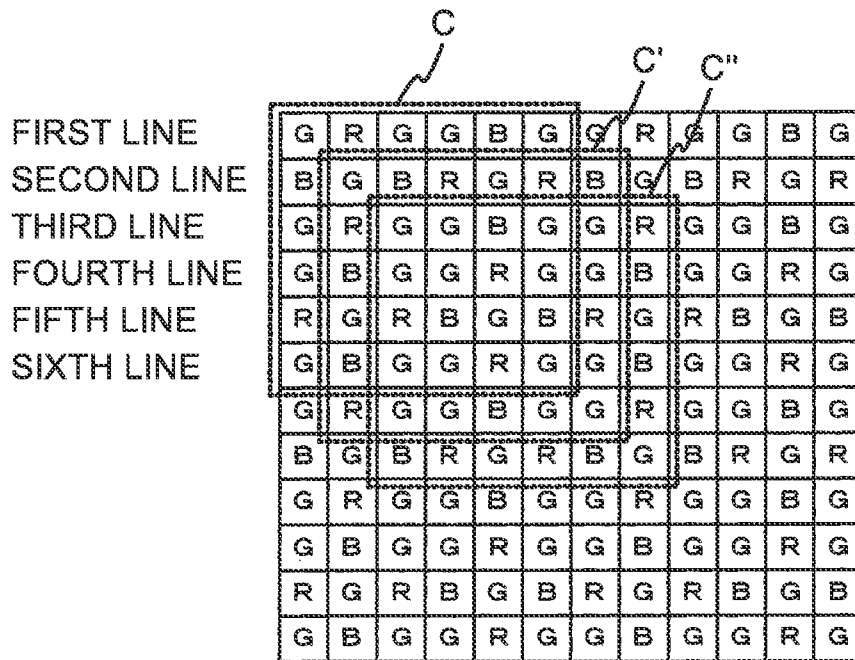 C
C'
C"
FIRST LINE G R G G B G G R G G B G
SECOND LINE B G B R G R B G B R G R
THIRD LINE G R G G B G G R G G B G
FOURTH LINE G B G G R G G B G G R G
FIFTH LINE R G R B G B R G R B G B
SIXTH LINE G B G G R G G B G G R G
G R G G B G G R G G B G
B G B R G R B G B R G R
G R G G B G G R G G B G
G B G G R G G B G G R G
R G R B G B R G R B G B
G B G G R G G B G G R G